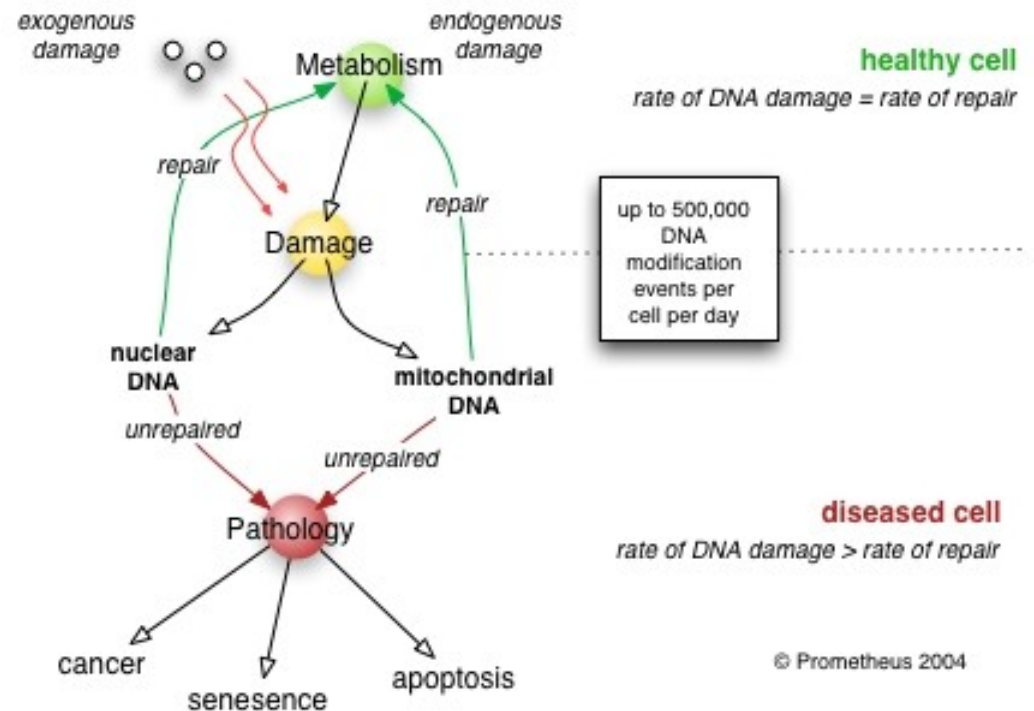 exogenous
damage
endogenous
damage
Metabolism
healthy cell
rate of DNA damage = rate of repair
repair
repair
up to 500,000
DNA
modification
events per
cell per day
Damage
nuclear
DNA
mitochondrial
DNA
unrepaired
unrepaired
Pathology
diseased cell
rate of DNA damage > rate of repair
cancer
senesence
apoptosis
© Prometheus 2004